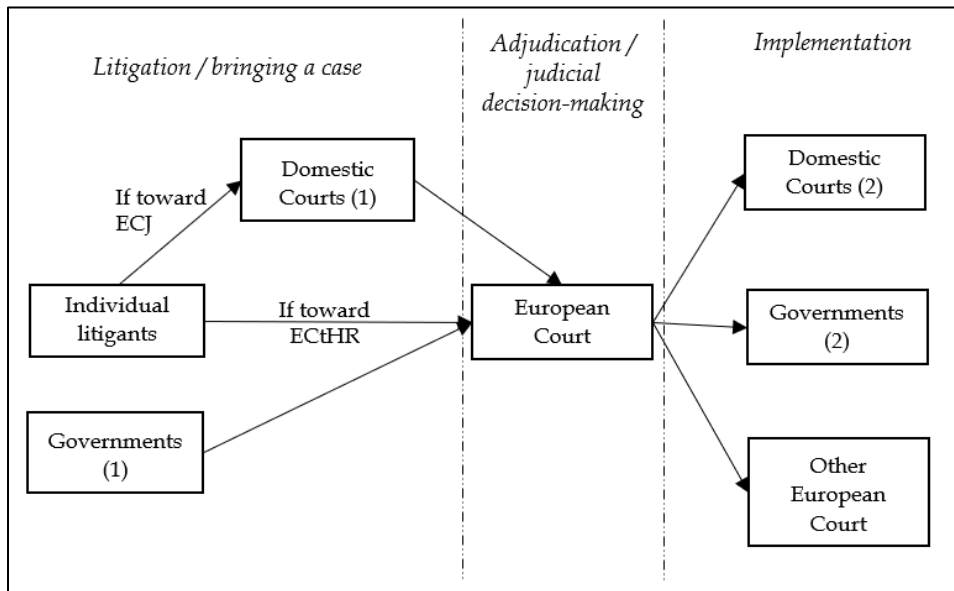 Litigation / bringing a case
Adjudication /
judicial
decision-making
Implementation
If toward
ECJ
Domestic
Courts (1)
Individual
litigants
If toward
ECtHR
Governments
(1)
European
Court
Domestic
Courts (2)
Governments
(2)
Other
European
Court